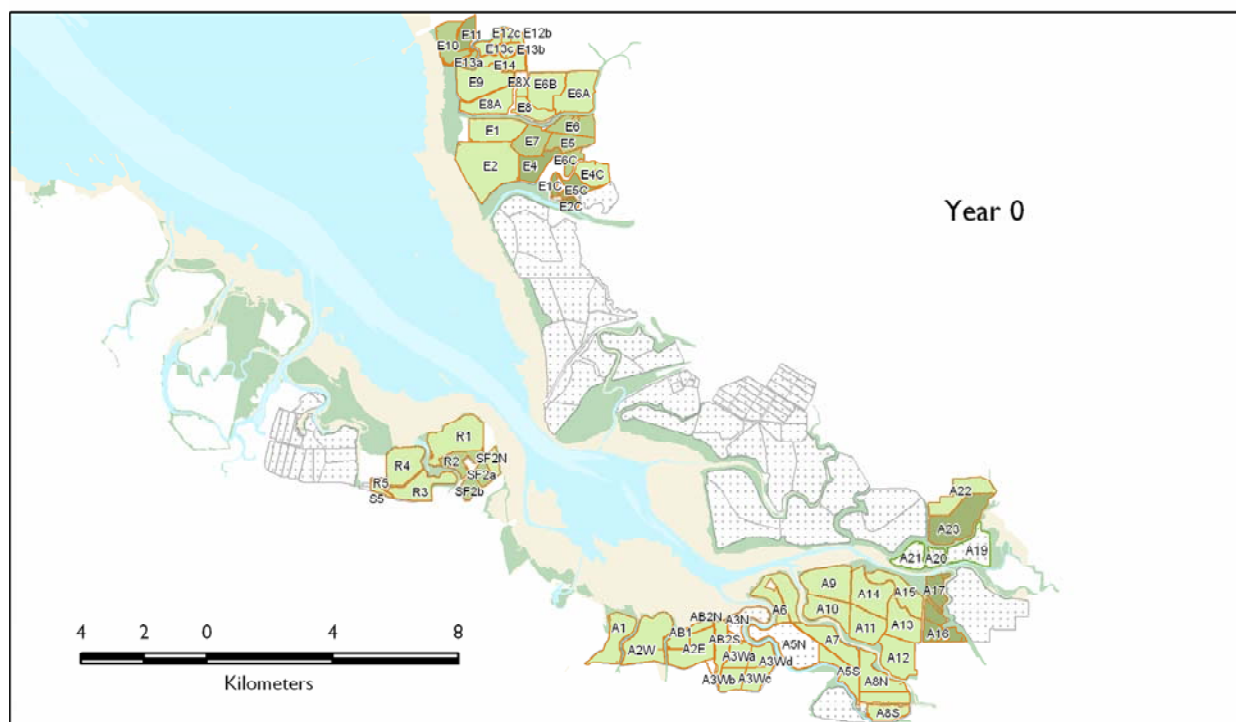 E11 E12c E12b
E10 E10c E13b
E13a E14
E9 E8X E6B E6A
E8A E8
E1 E7 E6
E5
E2 E4 E6C
E4C
E1C E5C
E2C
Year 0
R1
R4 R2 SF2N
SF2a
R5 R3 SF2b
S5
A22
A23
A21 A20 A19
A9 A14 A15 A17
A6 A10
AB2N A3N A11 A13 A16
A1 AB1 AB2S A7
A2W A2E A3Wa A5N A12
A3Wd A5S
A3Wb A3Wc A8N
A8S
4 2 0 4 8
Kilometers